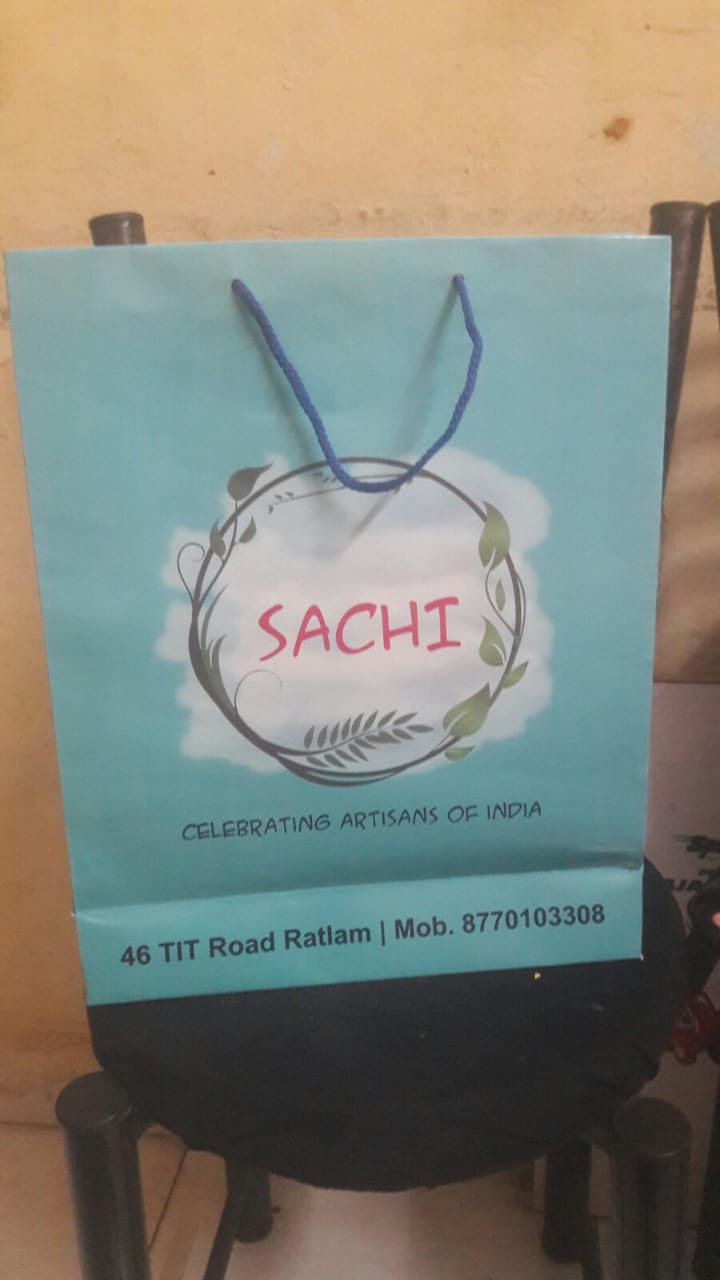 SACHI
CELEBRATING ARTISANS OF INDIA
46 TIT Road Ratlam | Mob. 8770103308